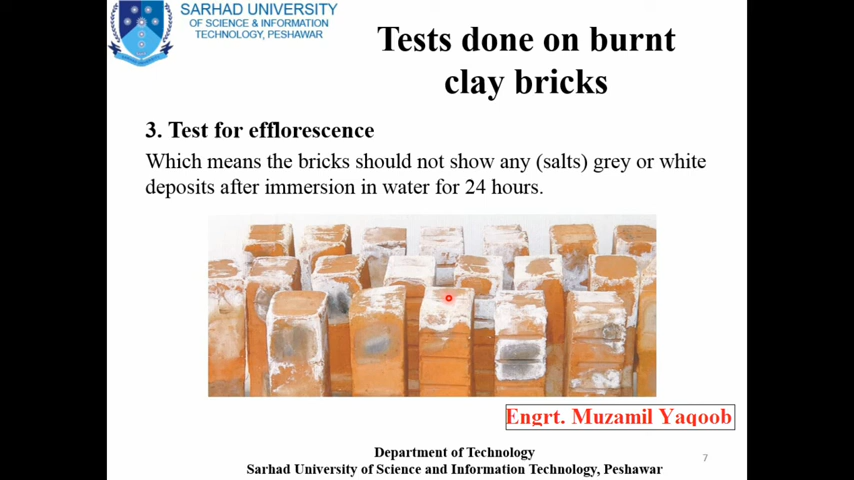 SARHAD UNIVERSITY
OF SCIENCE & INFORMATION
TECHNOLOGY, PESHAWAR
Tests done on burnt
clay bricks
3. Test for efflorescence
Which means the bricks should not show any (salts) grey or white
deposits after immersion in water for 24 hours.
Engrt. Muzamil Yaqoob
Department of Technology
7
Sarhad University of Science and Information Technology, Peshawar